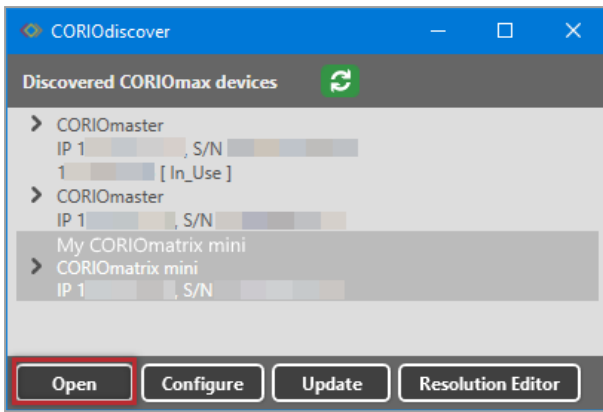 CORIOdiscover
Discovered CORIOmax devices
CORIOmaster
IP 1 , S/N
1 [ In_Use ]
CORIOmaster
IP 1 , S/N
My CORIOmatrix mini
CORIOmatrix mini
IP 1 , S/N
Open Configure Update Resolution Editor